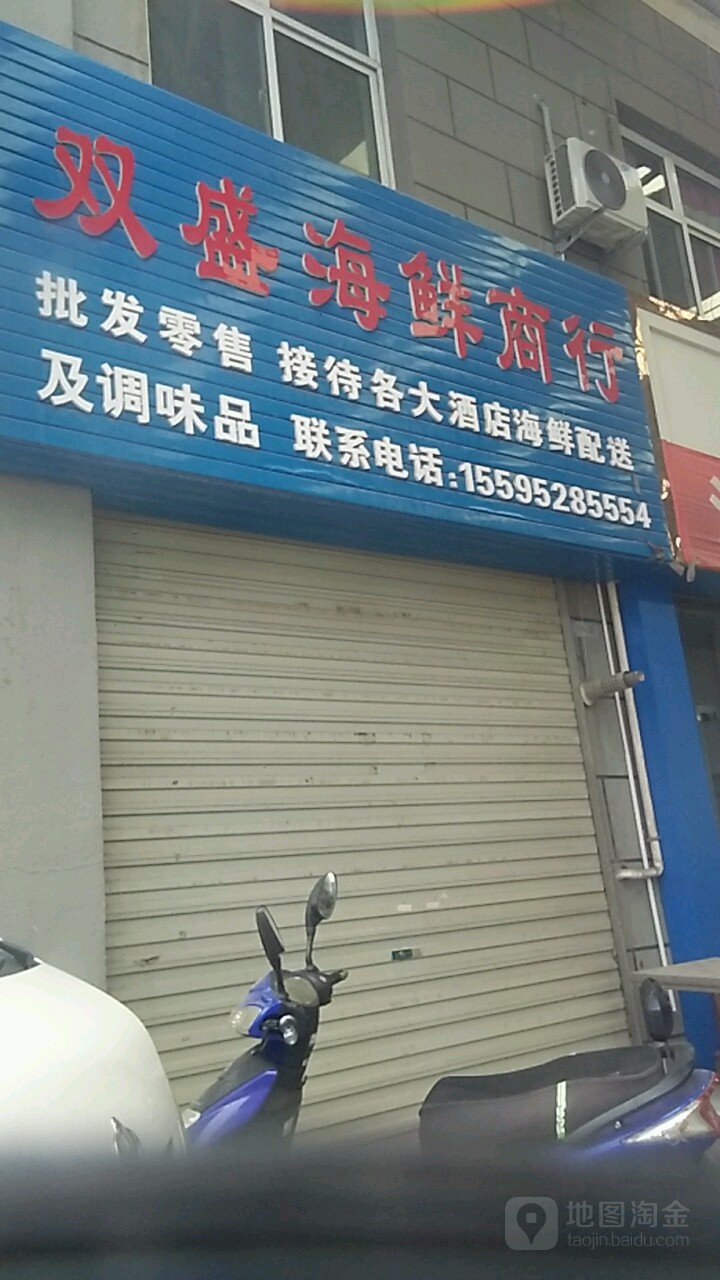 双盛海鲜商行
批发零售 接待各大酒店海鲜配送
及调味品 联系电话:15595285554
地图淘金
taojin.baidu.com